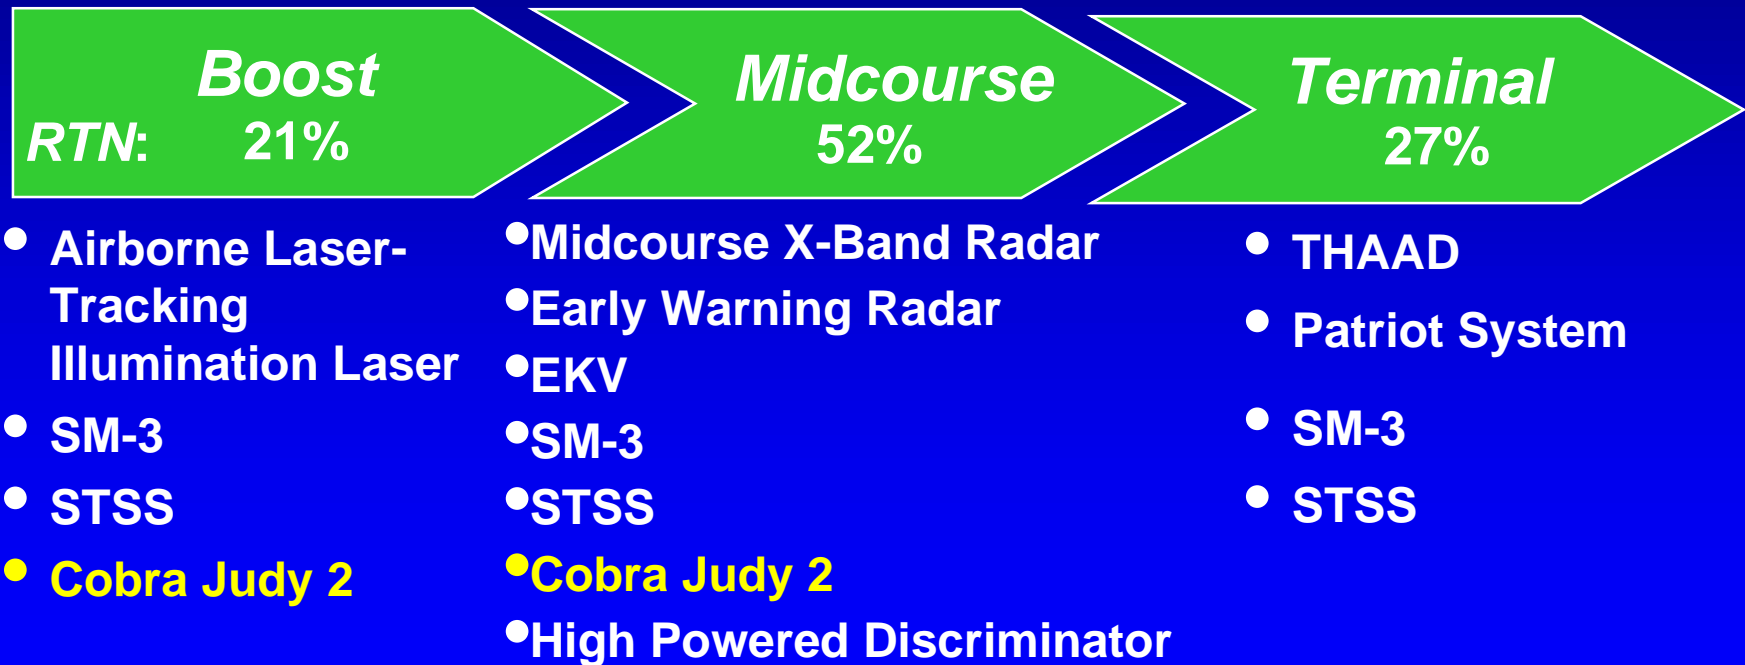 Boost
RTN: 21%
• Airborne Laser-
Tracking
Illumination Laser
• SM-3
• STSS
• Cobra Judy 2
Midcourse
52%
•Midcourse X-Band Radar
•Early Warning Radar
•EKV
•SM-3
•STSS
•Cobra Judy 2
•High Powered Discriminator
Terminal
27%
• THAAD
• Patriot System
• SM-3
• STSS